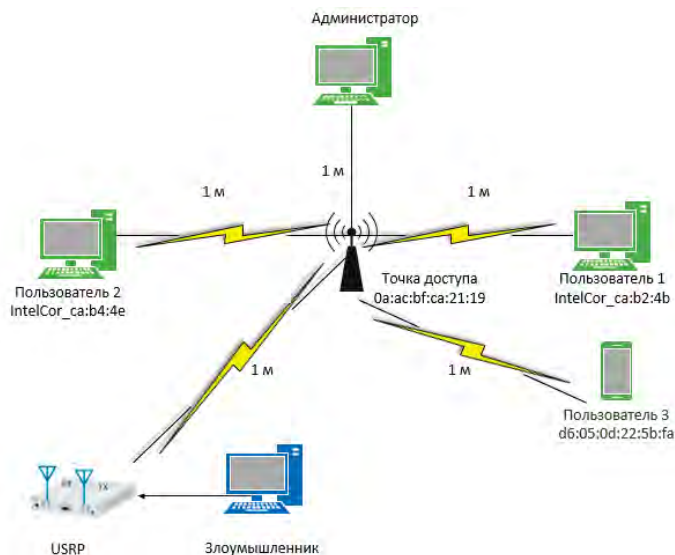 Администратор
1 м
1 м
1 м
Пользователь 2
IntelCor_ca:b4:4e
Точка доступа
0a:ac:bf:ca:21:19
Пользователь 1
IntelCor_ca:b2:4b
1 м
1 м
Пользователь 3
d6:05:0d:22:5b:fa
USRP
Злоумышленник